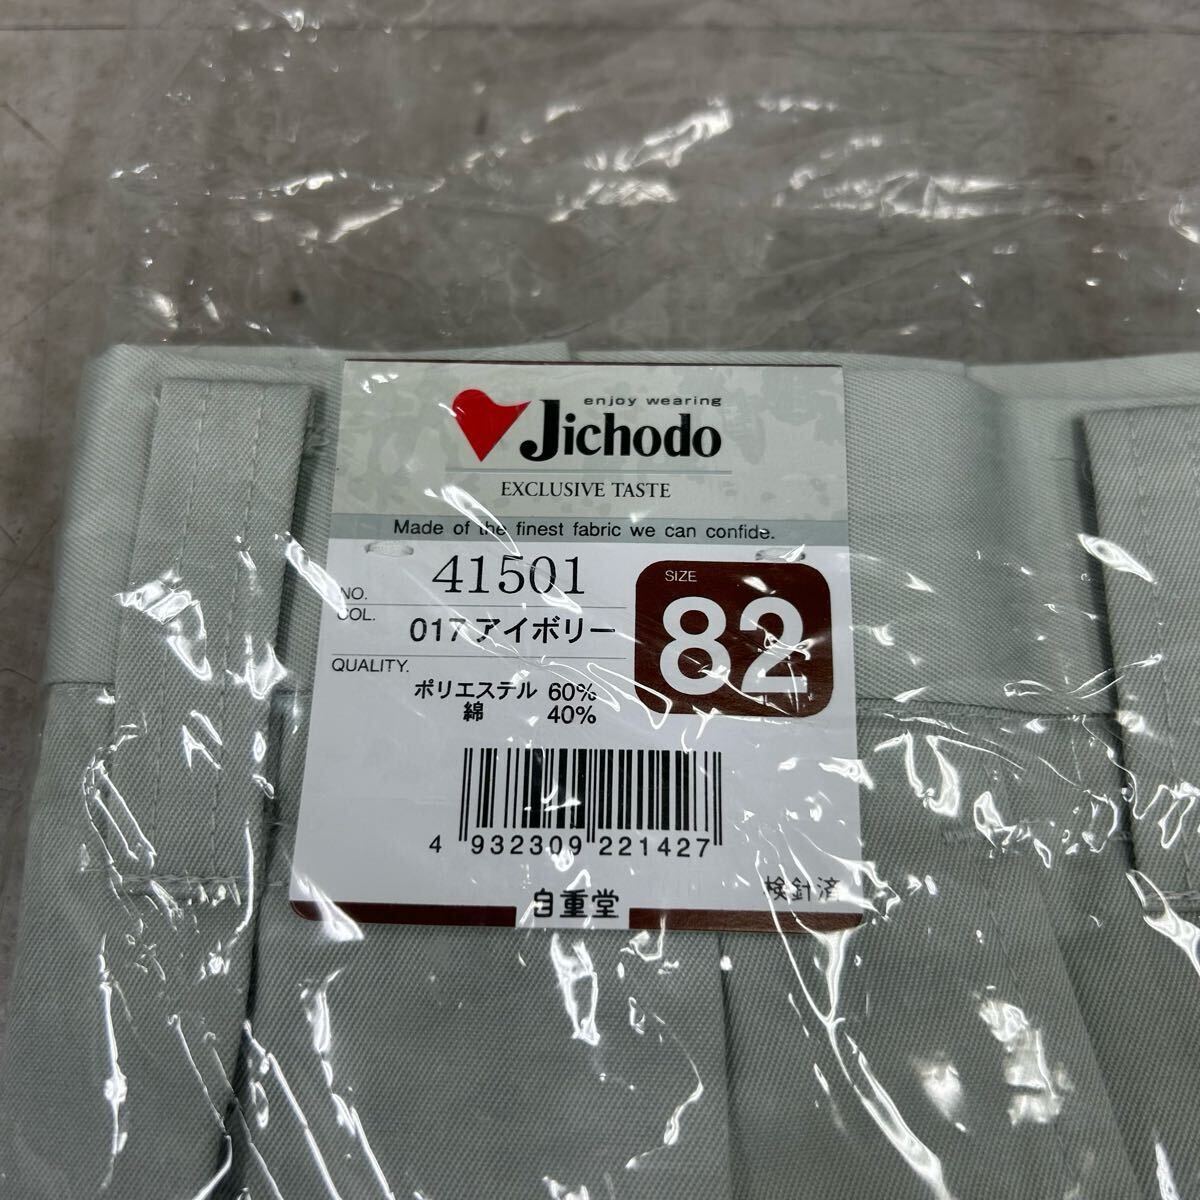 enjoy wearing
Jichodo
EXCLUSIVE TASTE
Made of the finest fabric we can confide.
NO. 41501
COL. 017 アイボリー
QUALITY.
ポリエステル 60%
綿 40%
SIZE
82
4 932309 221427
自重堂
検針済